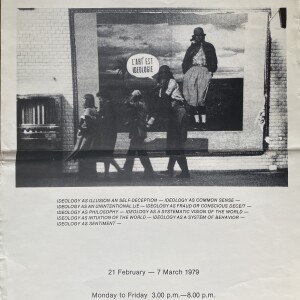 L'ART EST
IDEOLOGIE
IDEOLOGY AS ILLUSION AN SELF-DECEPTION — IDEOLOGY AS COMMON SENSE —
IDEOLOGY AS AN UNINTENTIONAL LIE — IDEOLOGY AS FRAUD OR CONSCIOUS DECEIT —
IDEOLOGY AS PHILOSOPHY — IDEOLOGY AS A SYSTEMATIC VISION OF THE WORLD —
IDEOLOGY AS INTUITION OF THE WORLD — IDEOLOGY AS A SYSTEM OF BEHAVIOR —
IDEOLOGY AS SENTIMENT —
21 February — 7 March 1979
Monday to Friday 3.00 p.m.—8.00 p.m.